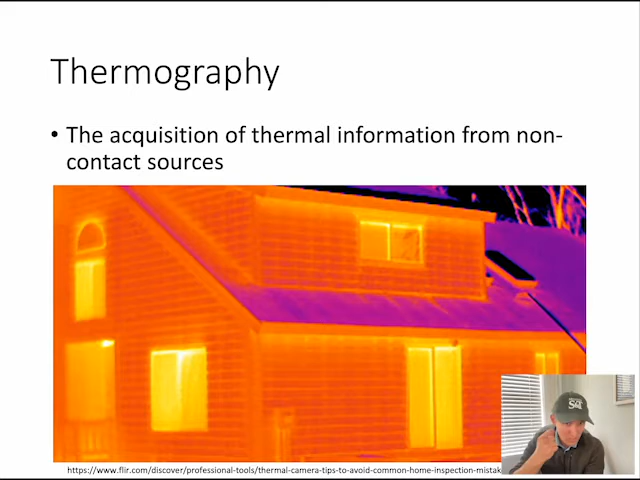 Thermography
• The acquisition of thermal information from non-
contact sources
https://www.flir.com/discover/professional-tools/thermal-camera-tips-to-avoid-common-home-inspection-mistak